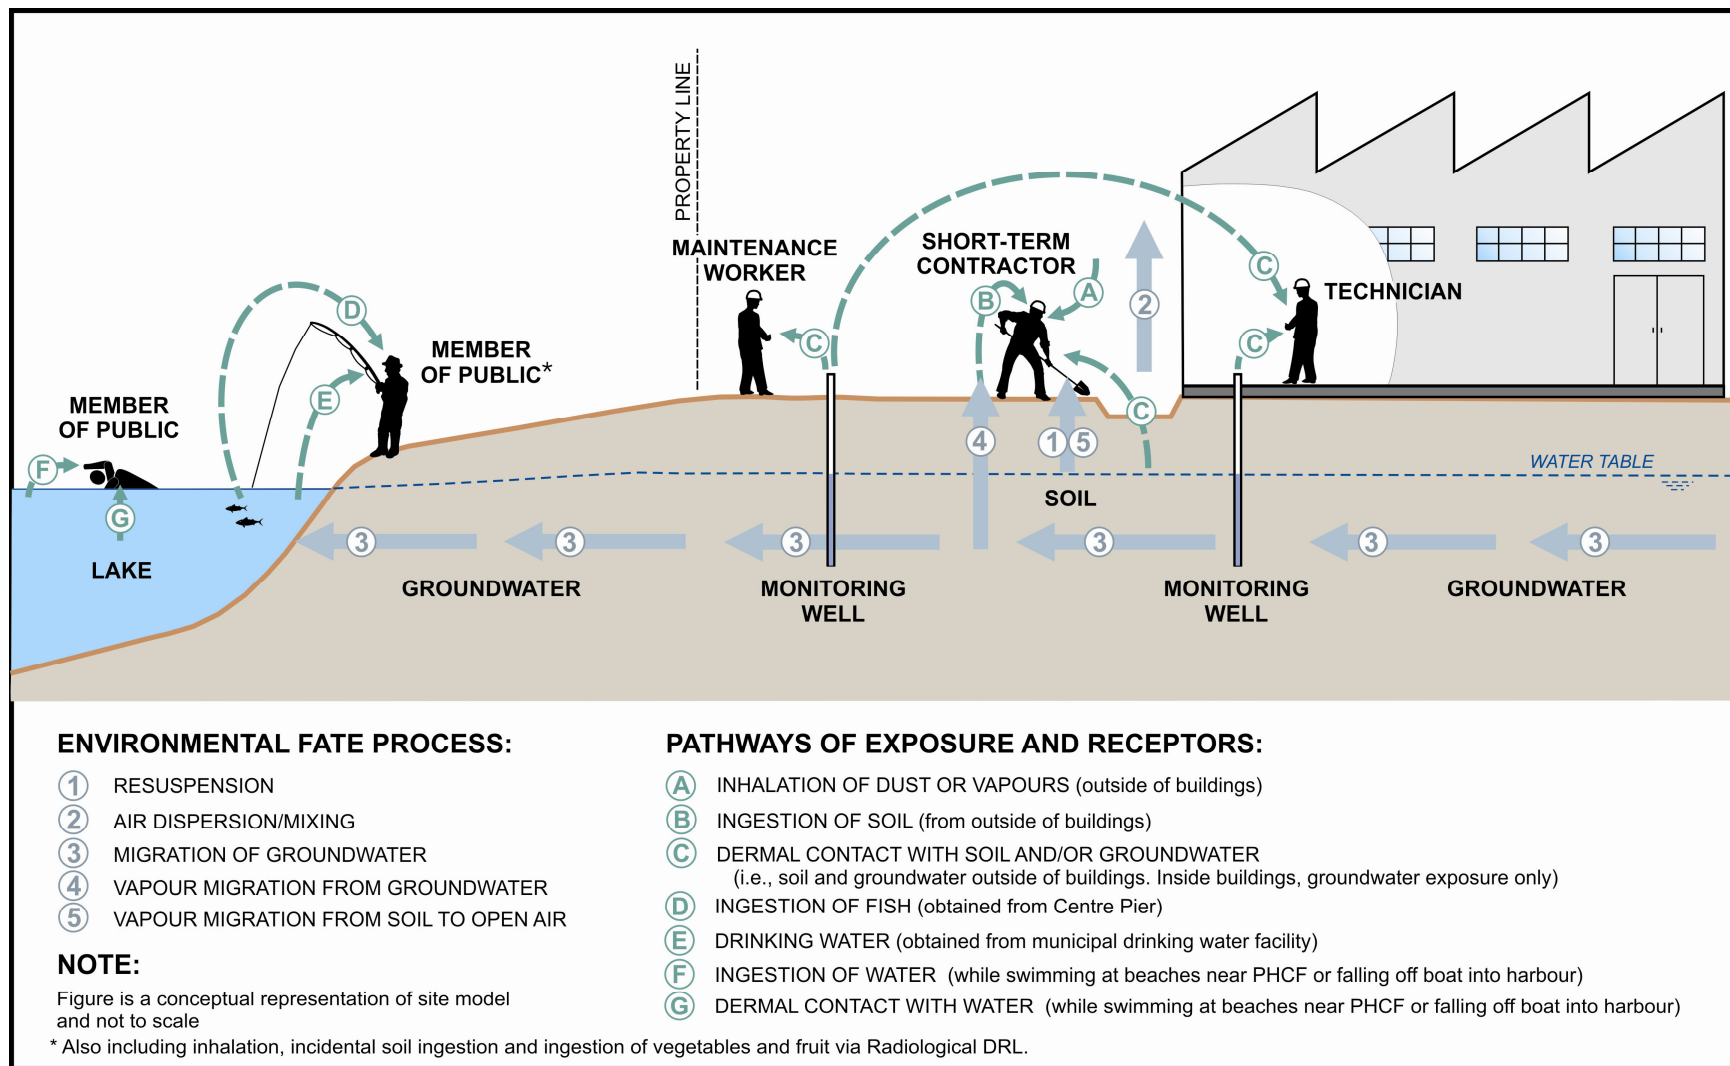 PROPERTY LINE
MAINTENANCE
WORKER
SHORT-TERM
CONTRACTOR
B
A
C
2
TECHNICIAN
C
C
D
MEMBER
OF PUBLIC*
E
MEMBER
OF PUBLIC
F
G
C
4
1
5
WATER TABLE
SOIL
3
3
3
3
3
3
LAKE
GROUNDWATER
MONITORING
WELL
MONITORING
WELL
GROUNDWATER
ENVIRONMENTAL FATE PROCESS:
1 RESUSPENSION
2 AIR DISPERSION/MIXING
3 MIGRATION OF GROUNDWATER
4 VAPOUR MIGRATION FROM GROUNDWATER
5 VAPOUR MIGRATION FROM SOIL TO OPEN AIR
NOTE:
Figure is a conceptual representation of site model
and not to scale
* Also including inhalation, incidental soil ingestion and ingestion of vegetables and fruit via Radiological DRL.
PATHWAYS OF EXPOSURE AND RECEPTORS:
A INHALATION OF DUST OR VAPOURS (outside of buildings)
B INGESTION OF SOIL (from outside of buildings)
C DERMAL CONTACT WITH SOIL AND/OR GROUNDWATER
(i.e., soil and groundwater outside of buildings. Inside buildings, groundwater exposure only)
D INGESTION OF FISH (obtained from Centre Pier)
E DRINKING WATER (obtained from municipal drinking water facility)
F INGESTION OF WATER (while swimming at beaches near PHCF or falling off boat into harbour)
G DERMAL CONTACT WITH WATER (while swimming at beaches near PHCF or falling off boat into harbour)